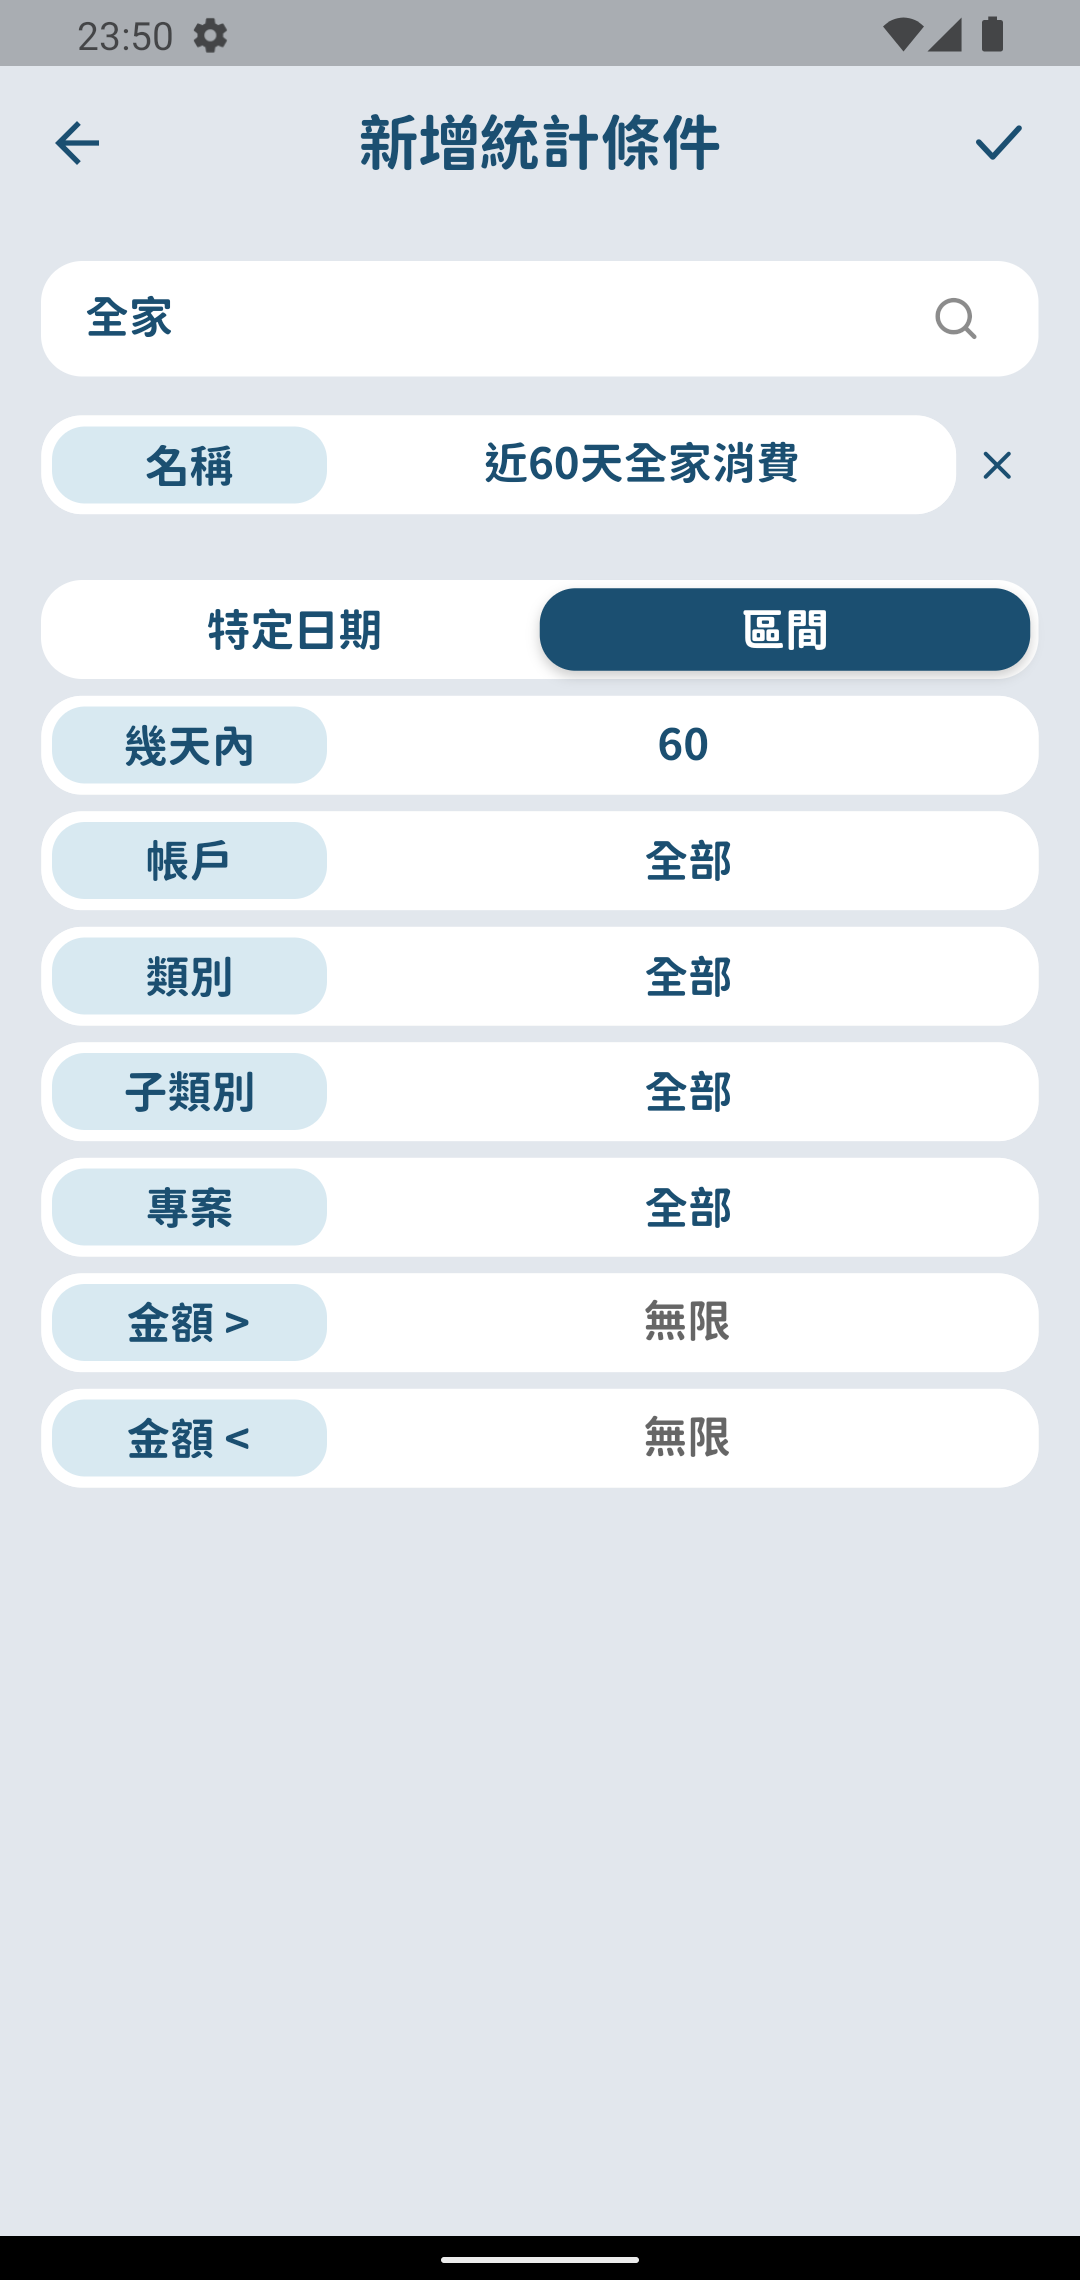 23:50
新增統計條件
全家
名稱 近60天全家消費
特定日期 區間
幾天內 60
帳戶 全部
類別 全部
子類別 全部
專案 全部
金額 > 無限
金額 < 無限